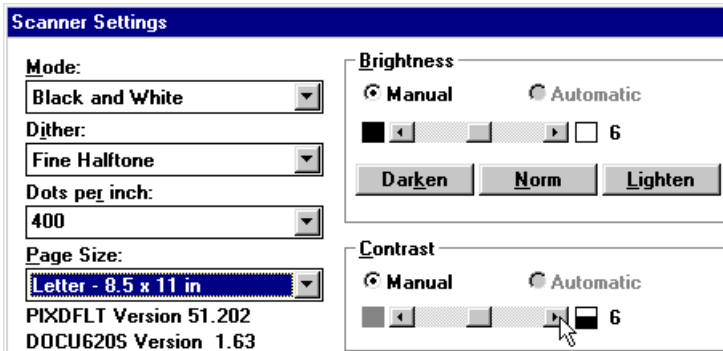 Scanner Settings
Mode:
Black and White
Dither:
Fine Halftone
Dots per inch:
400
Page Size:
Letter - 8.5 x 11 in
PIXDFLT Version 51.202
DOCU620S Version 1.63
Brightness
Manual Automatic
6
Darken Norm Lighten
Contrast
Manual Automatic
6